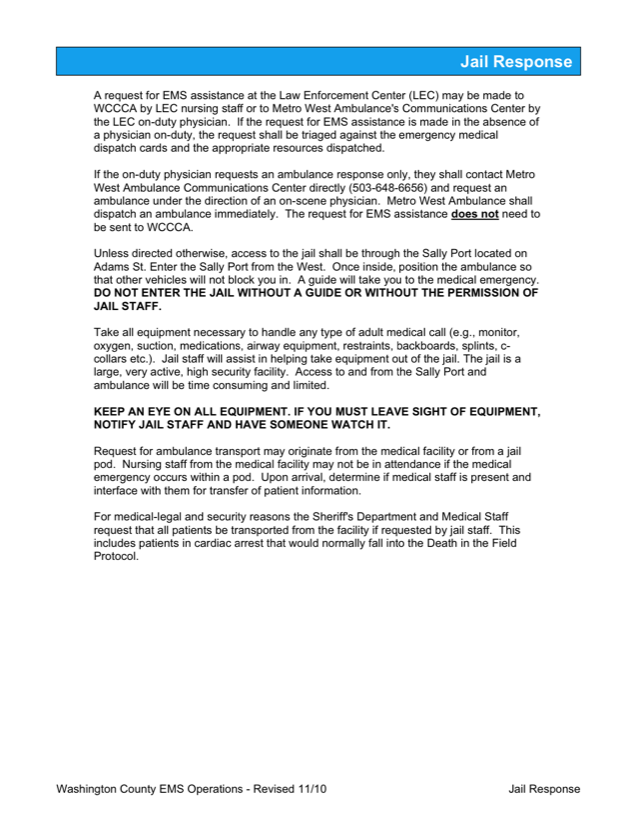 Jail Response
A request for EMS assistance at the Law Enforcement Center (LEC) may be made to
WCCCA by LEC nursing staff or to Metro West Ambulance's Communications Center by
the LEC on-duty physician.  If the request for EMS assistance is made in the absence of
a physician on-duty, the request shall be triaged against the emergency medical
dispatch cards and the appropriate resources dispatched.
If the on-duty physician requests an ambulance response only, they shall contact Metro
West Ambulance Communications Center directly (503-648-6656) and request an
ambulance under the direction of an on-scene physician.  Metro West Ambulance shall
dispatch an ambulance immediately.  The request for EMS assistance does not need to
be sent to WCCCA.
Unless directed otherwise, access to the jail shall be through the Sally Port located on
Adams St. Enter the Sally Port from the West.  Once inside, position the ambulance so
that other vehicles will not block you in.  A guide will take you to the medical emergency.
DO NOT ENTER THE JAIL WITHOUT A GUIDE OR WITHOUT THE PERMISSION OF
JAIL STAFF.
Take all equipment necessary to handle any type of adult medical call (e.g., monitor,
oxygen, suction, medications, airway equipment, restraints, backboards, splints, c-
collars etc.).  Jail staff will assist in helping take equipment out of the jail. The jail is a
large, very active, high security facility.  Access to and from the Sally Port and
ambulance will be time consuming and limited.
KEEP AN EYE ON ALL EQUIPMENT. IF YOU MUST LEAVE SIGHT OF EQUIPMENT,
NOTIFY JAIL STAFF AND HAVE SOMEONE WATCH IT.
Request for ambulance transport may originate from the medical facility or from a jail
pod.  Nursing staff from the medical facility may not be in attendance if the medical
emergency occurs within a pod.  Upon arrival, determine if medical staff is present and
interface with them for transfer of patient information.
For medical-legal and security reasons the Sheriff's Department and Medical Staff
request that all patients be transported from the facility if requested by jail staff.  This
includes patients in cardiac arrest that would normally fall into the Death in the Field
Protocol.
Washington County EMS Operations - Revised 11/10 Jail Response